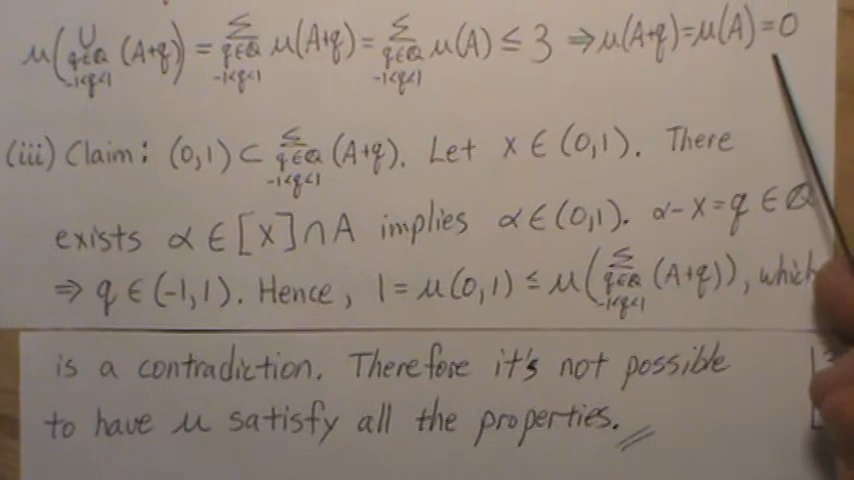 μ(⋃_{q∈ℚ, -1<q<1} (A+q)) = Σ_{q∈ℚ, -1<q<1} μ(A+q) = Σ_{q∈ℚ, -1<q<1} μ(A) ≤ 3 ⇒ μ(A+q) = μ(A) = 0
(iii) Claim: (0,1) ⊂ Σ_{q∈ℚ, -1<q<1} (A+q). Let x ∈ (0,1). There
exists α ∈ [x] ∩ A implies α ∈ (0,1). α - x = q ∈ ℚ
⇒ q ∈ (-1,1). Hence, 1 = μ(0,1) ≤ μ(Σ_{q∈ℚ, -1<q<1} (A+q)), which
is a contradiction. Therefore it's not possible
to have μ satisfy all the properties. //